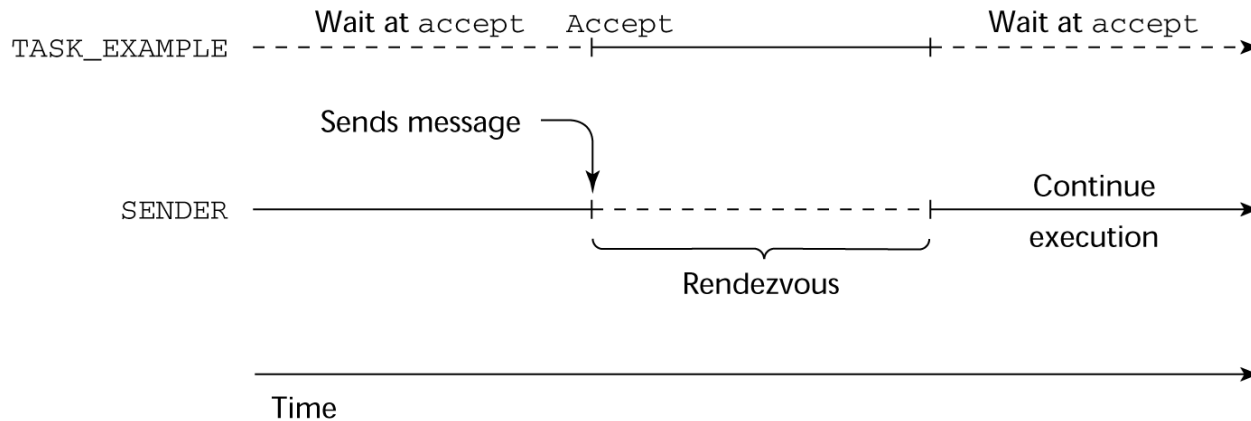 Wait at accept Accept Wait at accept
TASK_EXAMPLE
Sends message
SENDER
Continue
execution
Rendezvous
Time